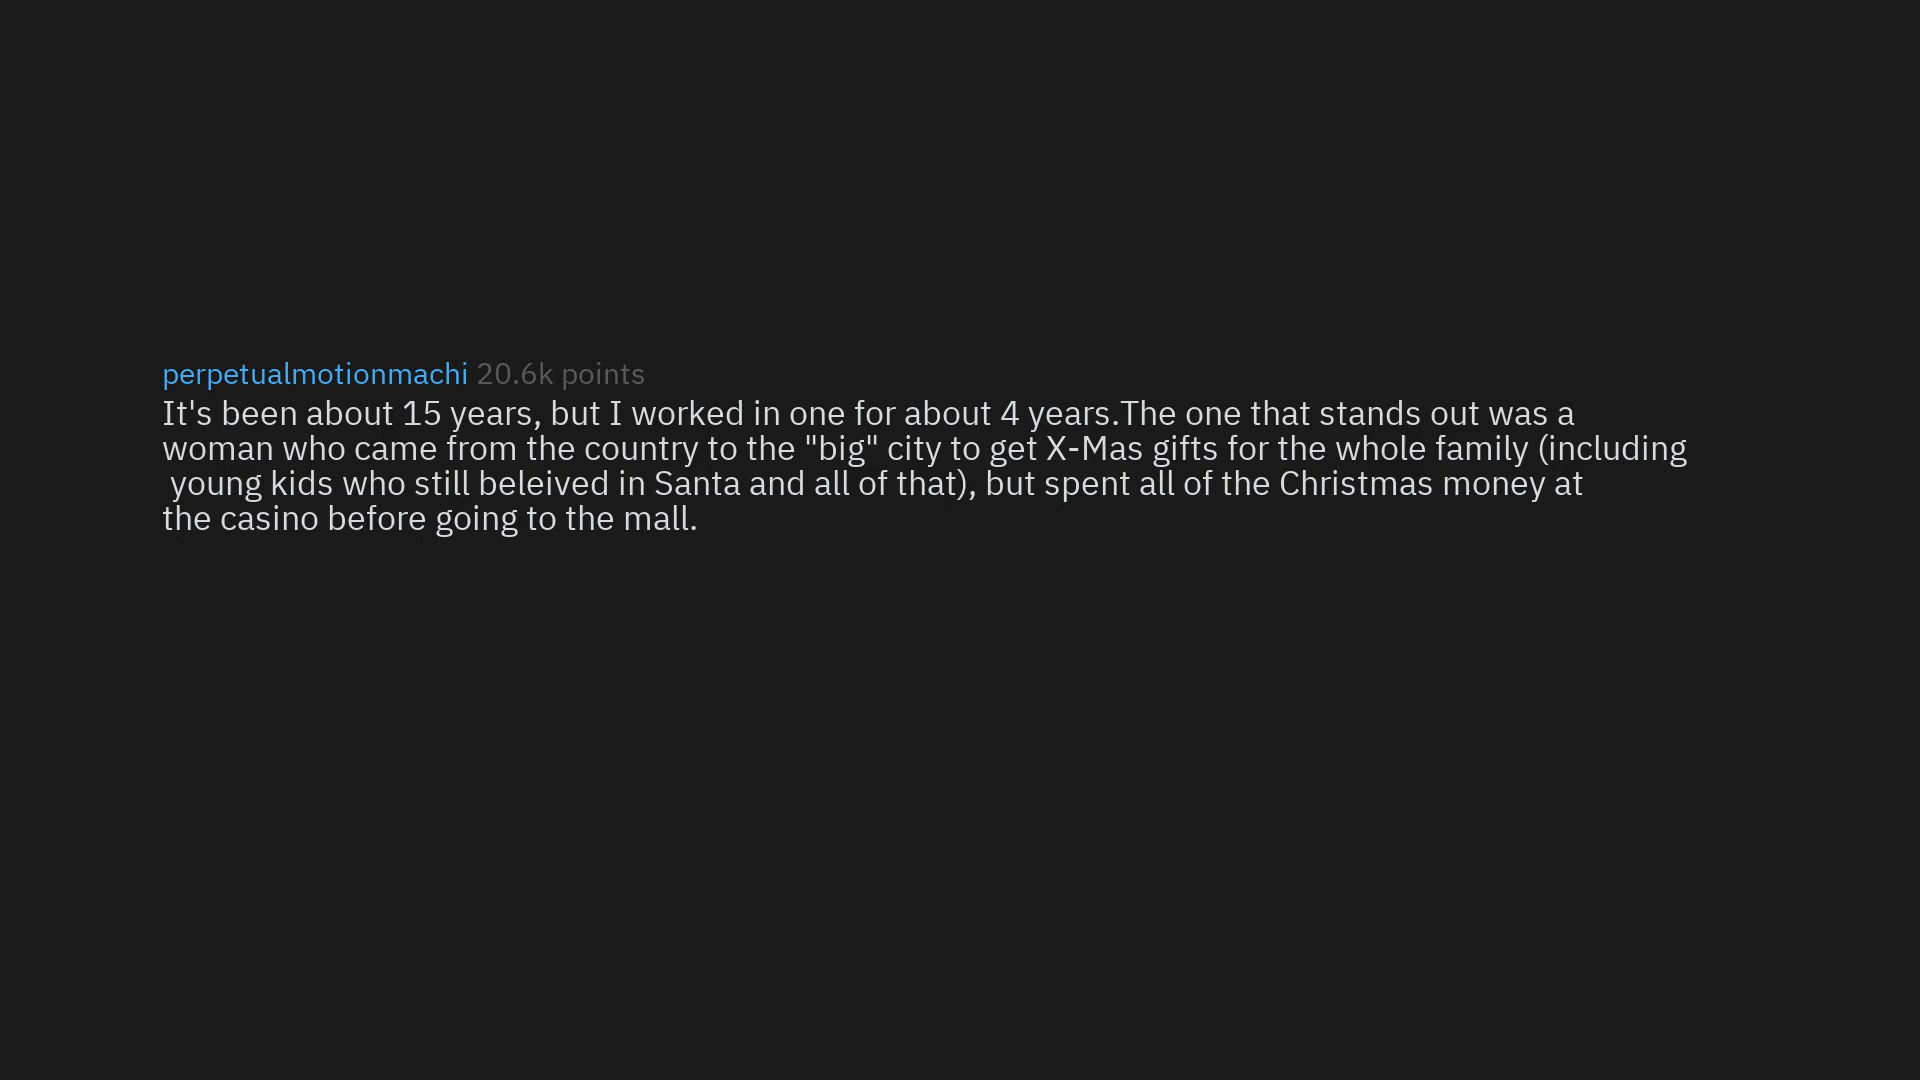 perpetualmotionmachi 20.6k points
It's been about 15 years, but I worked in one for about 4 years.The one that stands out was a
woman who came from the country to the "big" city to get X-Mas gifts for the whole family (including
young kids who still beleived in Santa and all of that), but spent all of the Christmas money at
the casino before going to the mall.